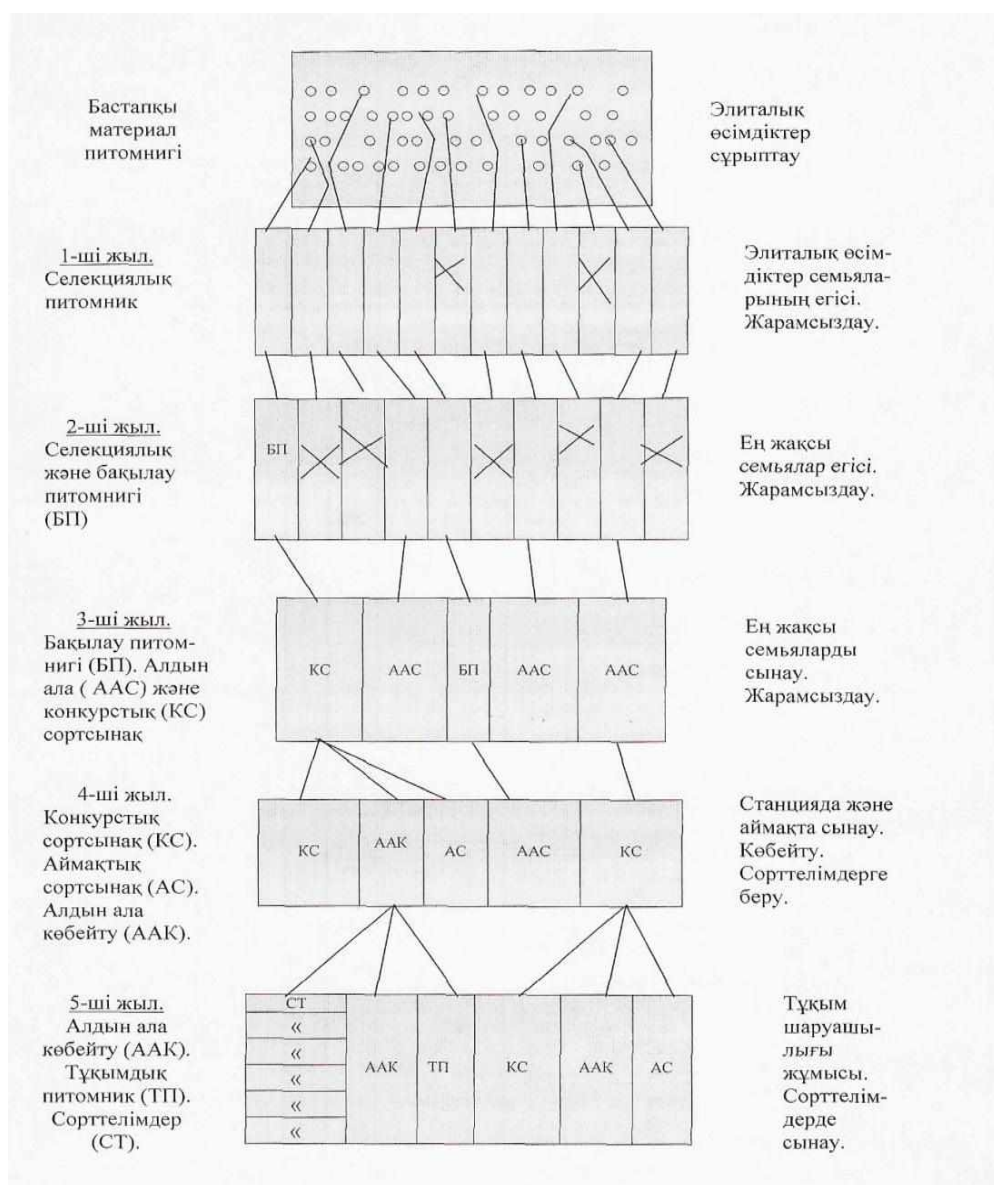 Бастапқы
материал
питомнигі
Элиталық
өсімдіктер
сұрыптау
1-ші жыл.
Селекциялық
питомник
Элиталық өсім-
діктер семьяла-
рының егісі.
Жарамсыздау.
2-ші жыл.
Селекциялық
және бақылау
питомнигі
(БП)
БП
Ең жақсы
семьялар егісі.
Жарамсыздау.
3-ші жыл.
Бақылау питом-
нигі (БП). Алдын
ала ( ААС) және
конкурстық (КС)
сортсынақ
КС ААС БП ААС ААС
Ең жақсы
семьяларды
сынау.
Жарамсыздау.
4-ші жыл.
Конкурстық
сортсынақ (КС).
Аймақтық
сортсынақ (АС).
Алдын ала
көбейту (ААК).
КС ААК АС ААС КС
Станцияда және
аймақта сынау.
Көбейту.
Сорттелімдерге
беру.
5-ші жыл.
Алдын ала
көбейту (ААК).
Тұқымдық
питомник (ТП).
Сорттелімдер
(СТ).
СТ
«
«
«
«
«
ААК ТП КС ААК АС
Тұқым
шаруашы-
лығы
жұмысы.
Сорттелім-
дерде
сынау.